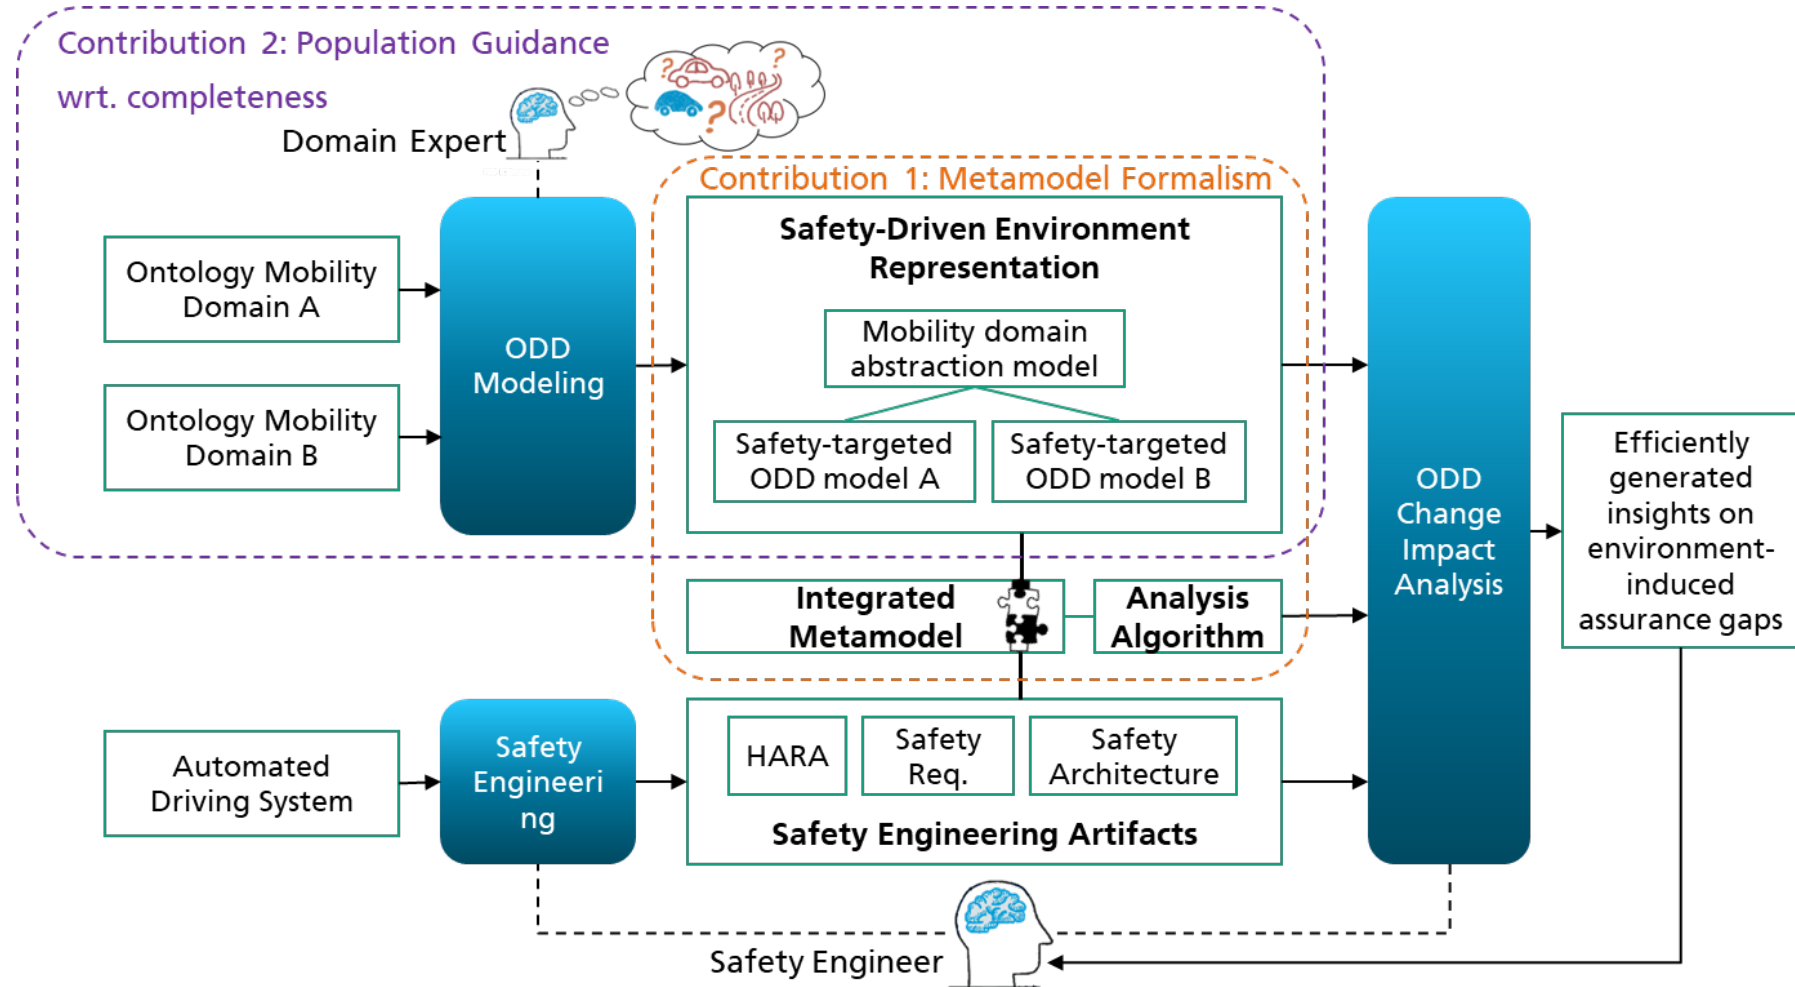 Contribution 2: Population Guidance
wrt. completeness
Domain Expert
? ?
?
Contribution 1: Metamodel Formalism
Ontology Mobility
Domain A
Ontology Mobility
Domain B
ODD
Modeling
Safety-Driven Environment
Representation
Mobility domain
abstraction model
Safety-targeted
ODD model A
Safety-targeted
ODD model B
Integrated
Metamodel
Analysis
Algorithm
ODD
Change
Impact
Analysis
Efficiently
generated
insights on
environment-
induced
assurance gaps
Automated
Driving System
Safety
Engineeri
ng
HARA
Safety
Req.
Safety
Architecture
Safety Engineering Artifacts
Safety Engineer